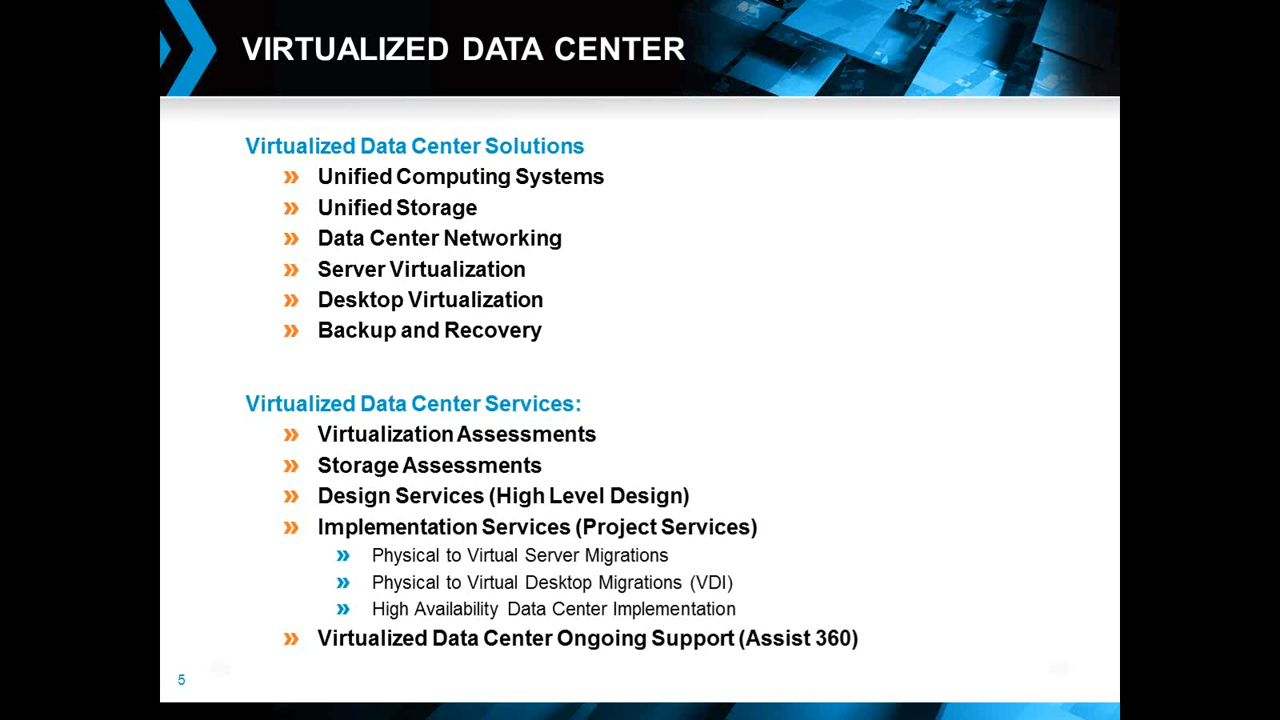 VIRTUALIZED DATA CENTER
Virtualized Data Center Solutions
» Unified Computing Systems
» Unified Storage
» Data Center Networking
» Server Virtualization
» Desktop Virtualization
» Backup and Recovery
Virtualized Data Center Services:
» Virtualization Assessments
» Storage Assessments
» Design Services (High Level Design)
» Implementation Services (Project Services)
» Physical to Virtual Server Migrations
» Physical to Virtual Desktop Migrations (VDI)
» High Availability Data Center Implementation
» Virtualized Data Center Ongoing Support (Assist 360)
5